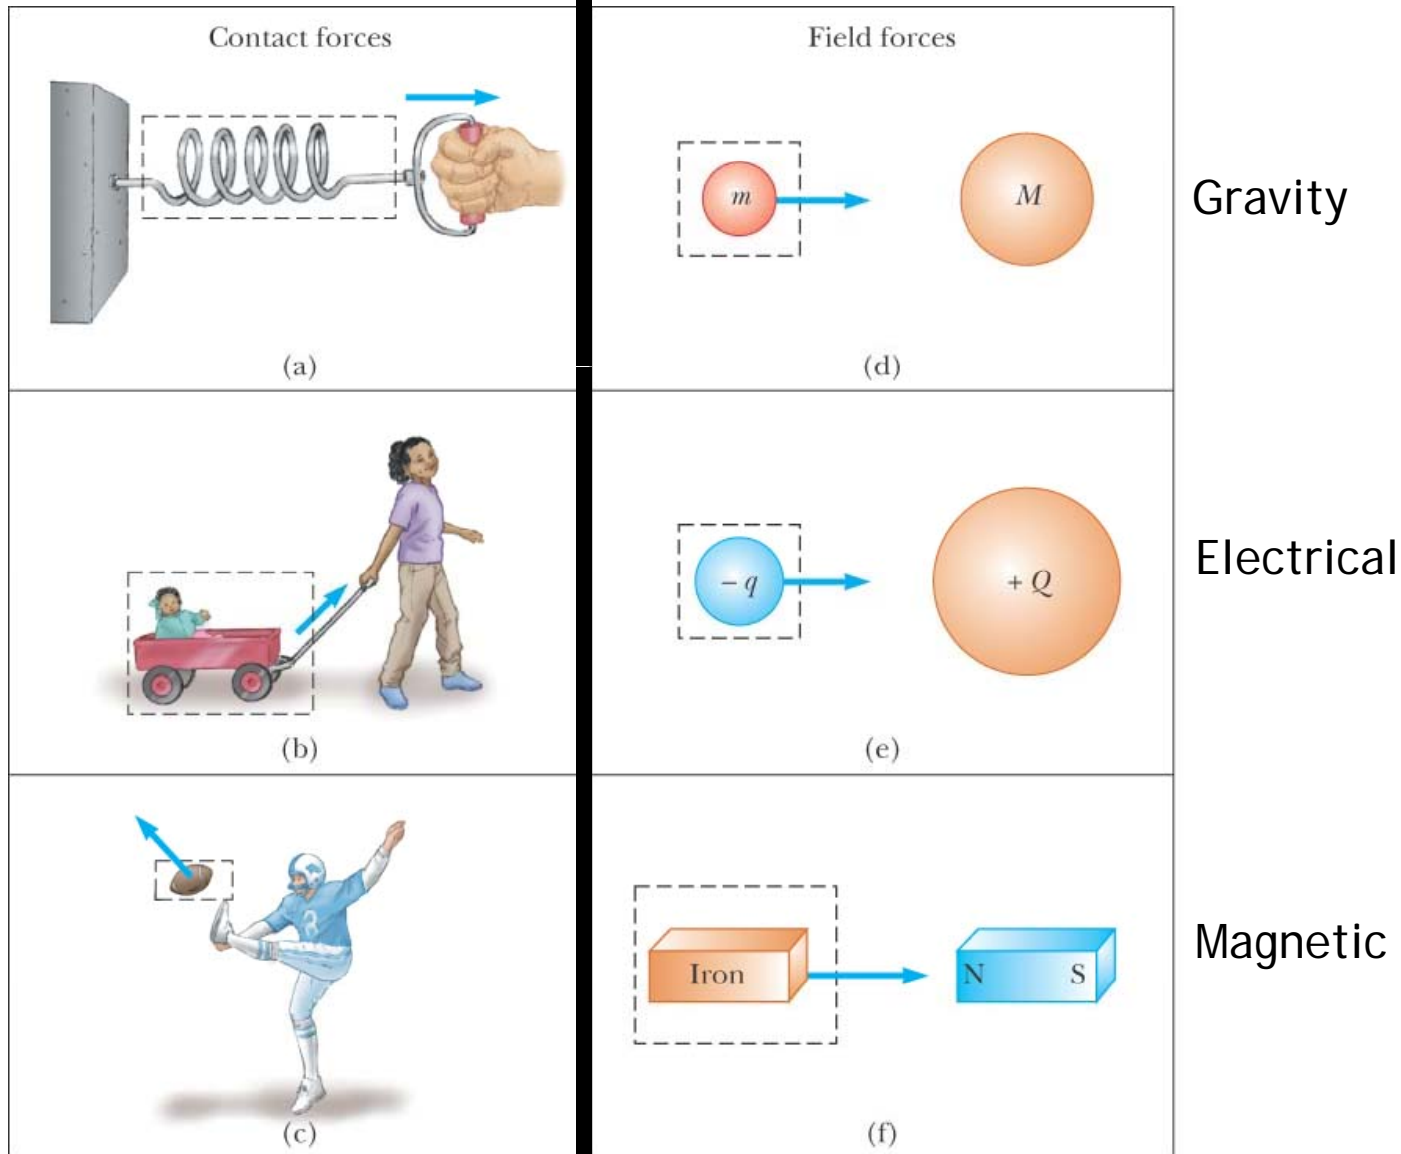 Contact forces
Field forces
m
M
Gravity
(a)
(d)
– q
+ Q
Electrical
(b)
(e)
Iron
N
S
Magnetic
(c)
(f)